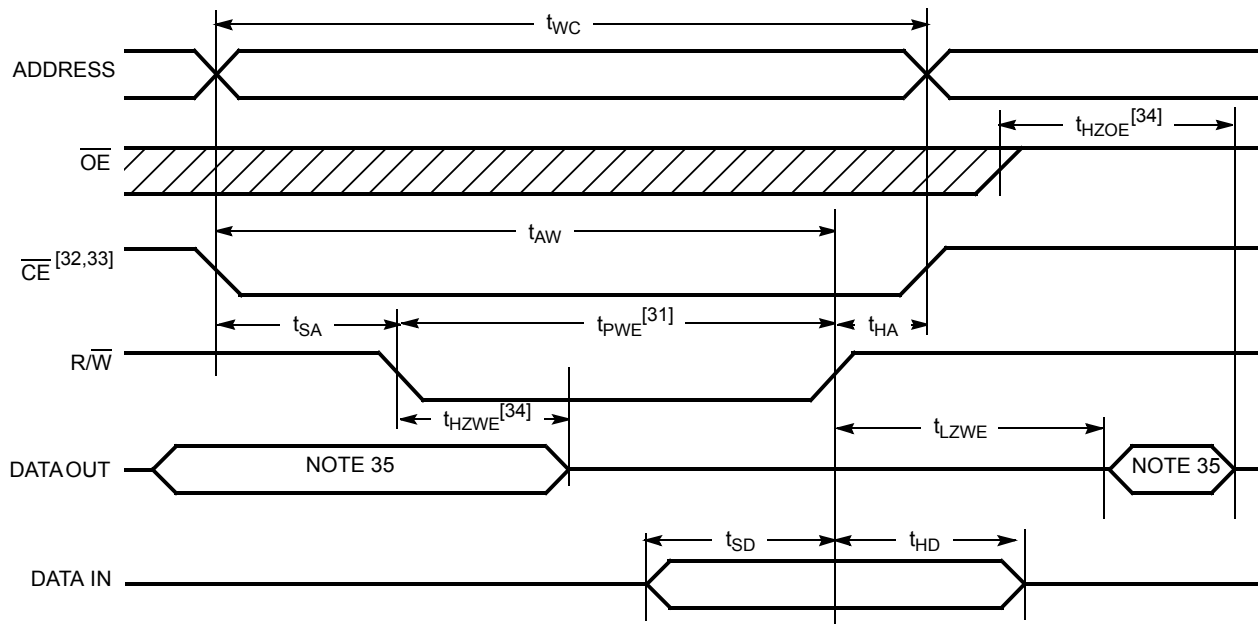 tWC
ADDRESS
tHZOE[34]
OE
tAW
CE [32,33]
tSA
tPWE[31]
tHA
R/W
tHZWE[34]
tLZWE
DATA OUT
NOTE 35
NOTE 35
tSD
tHD
DATA IN